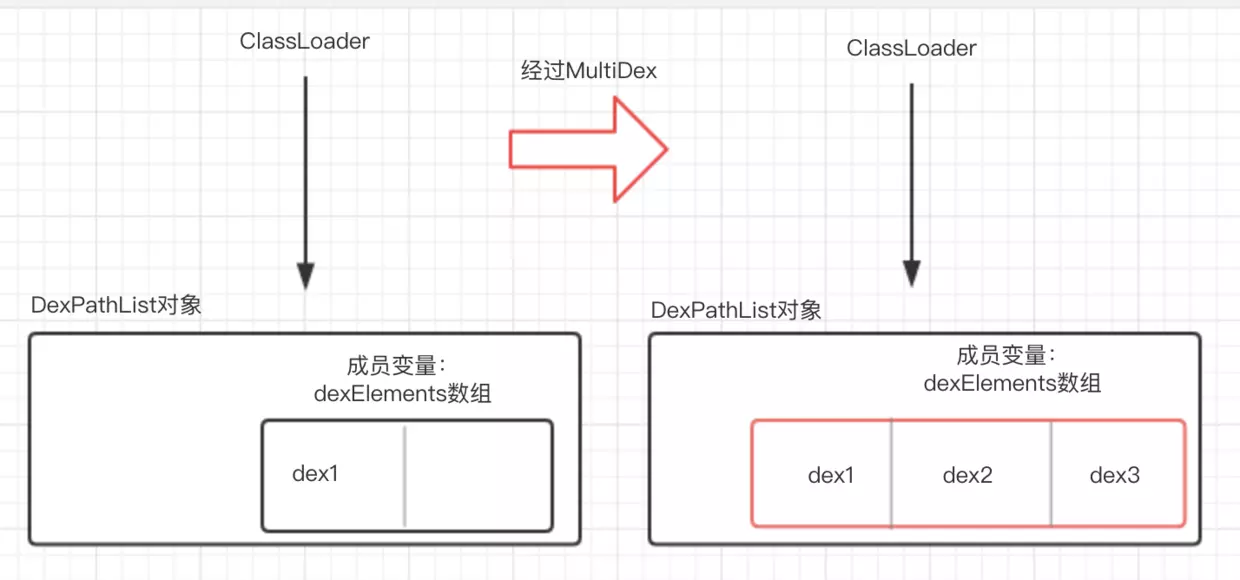 ClassLoader
经过MultiDex
ClassLoader
DexPathList对象
成员变量：
dexElements数组
dex1
DexPathList对象
成员变量：
dexElements数组
dex1
dex2
dex3